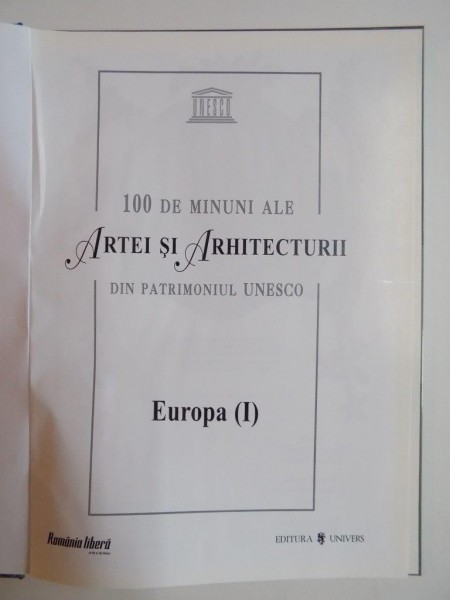 UNESCO
100 DE MINUNI ALE
ARTEI ȘI ARHITECTURII
DIN PATRIMONIUL UNESCO
Europa (I)
România liberă
EDITURA UNIVERS